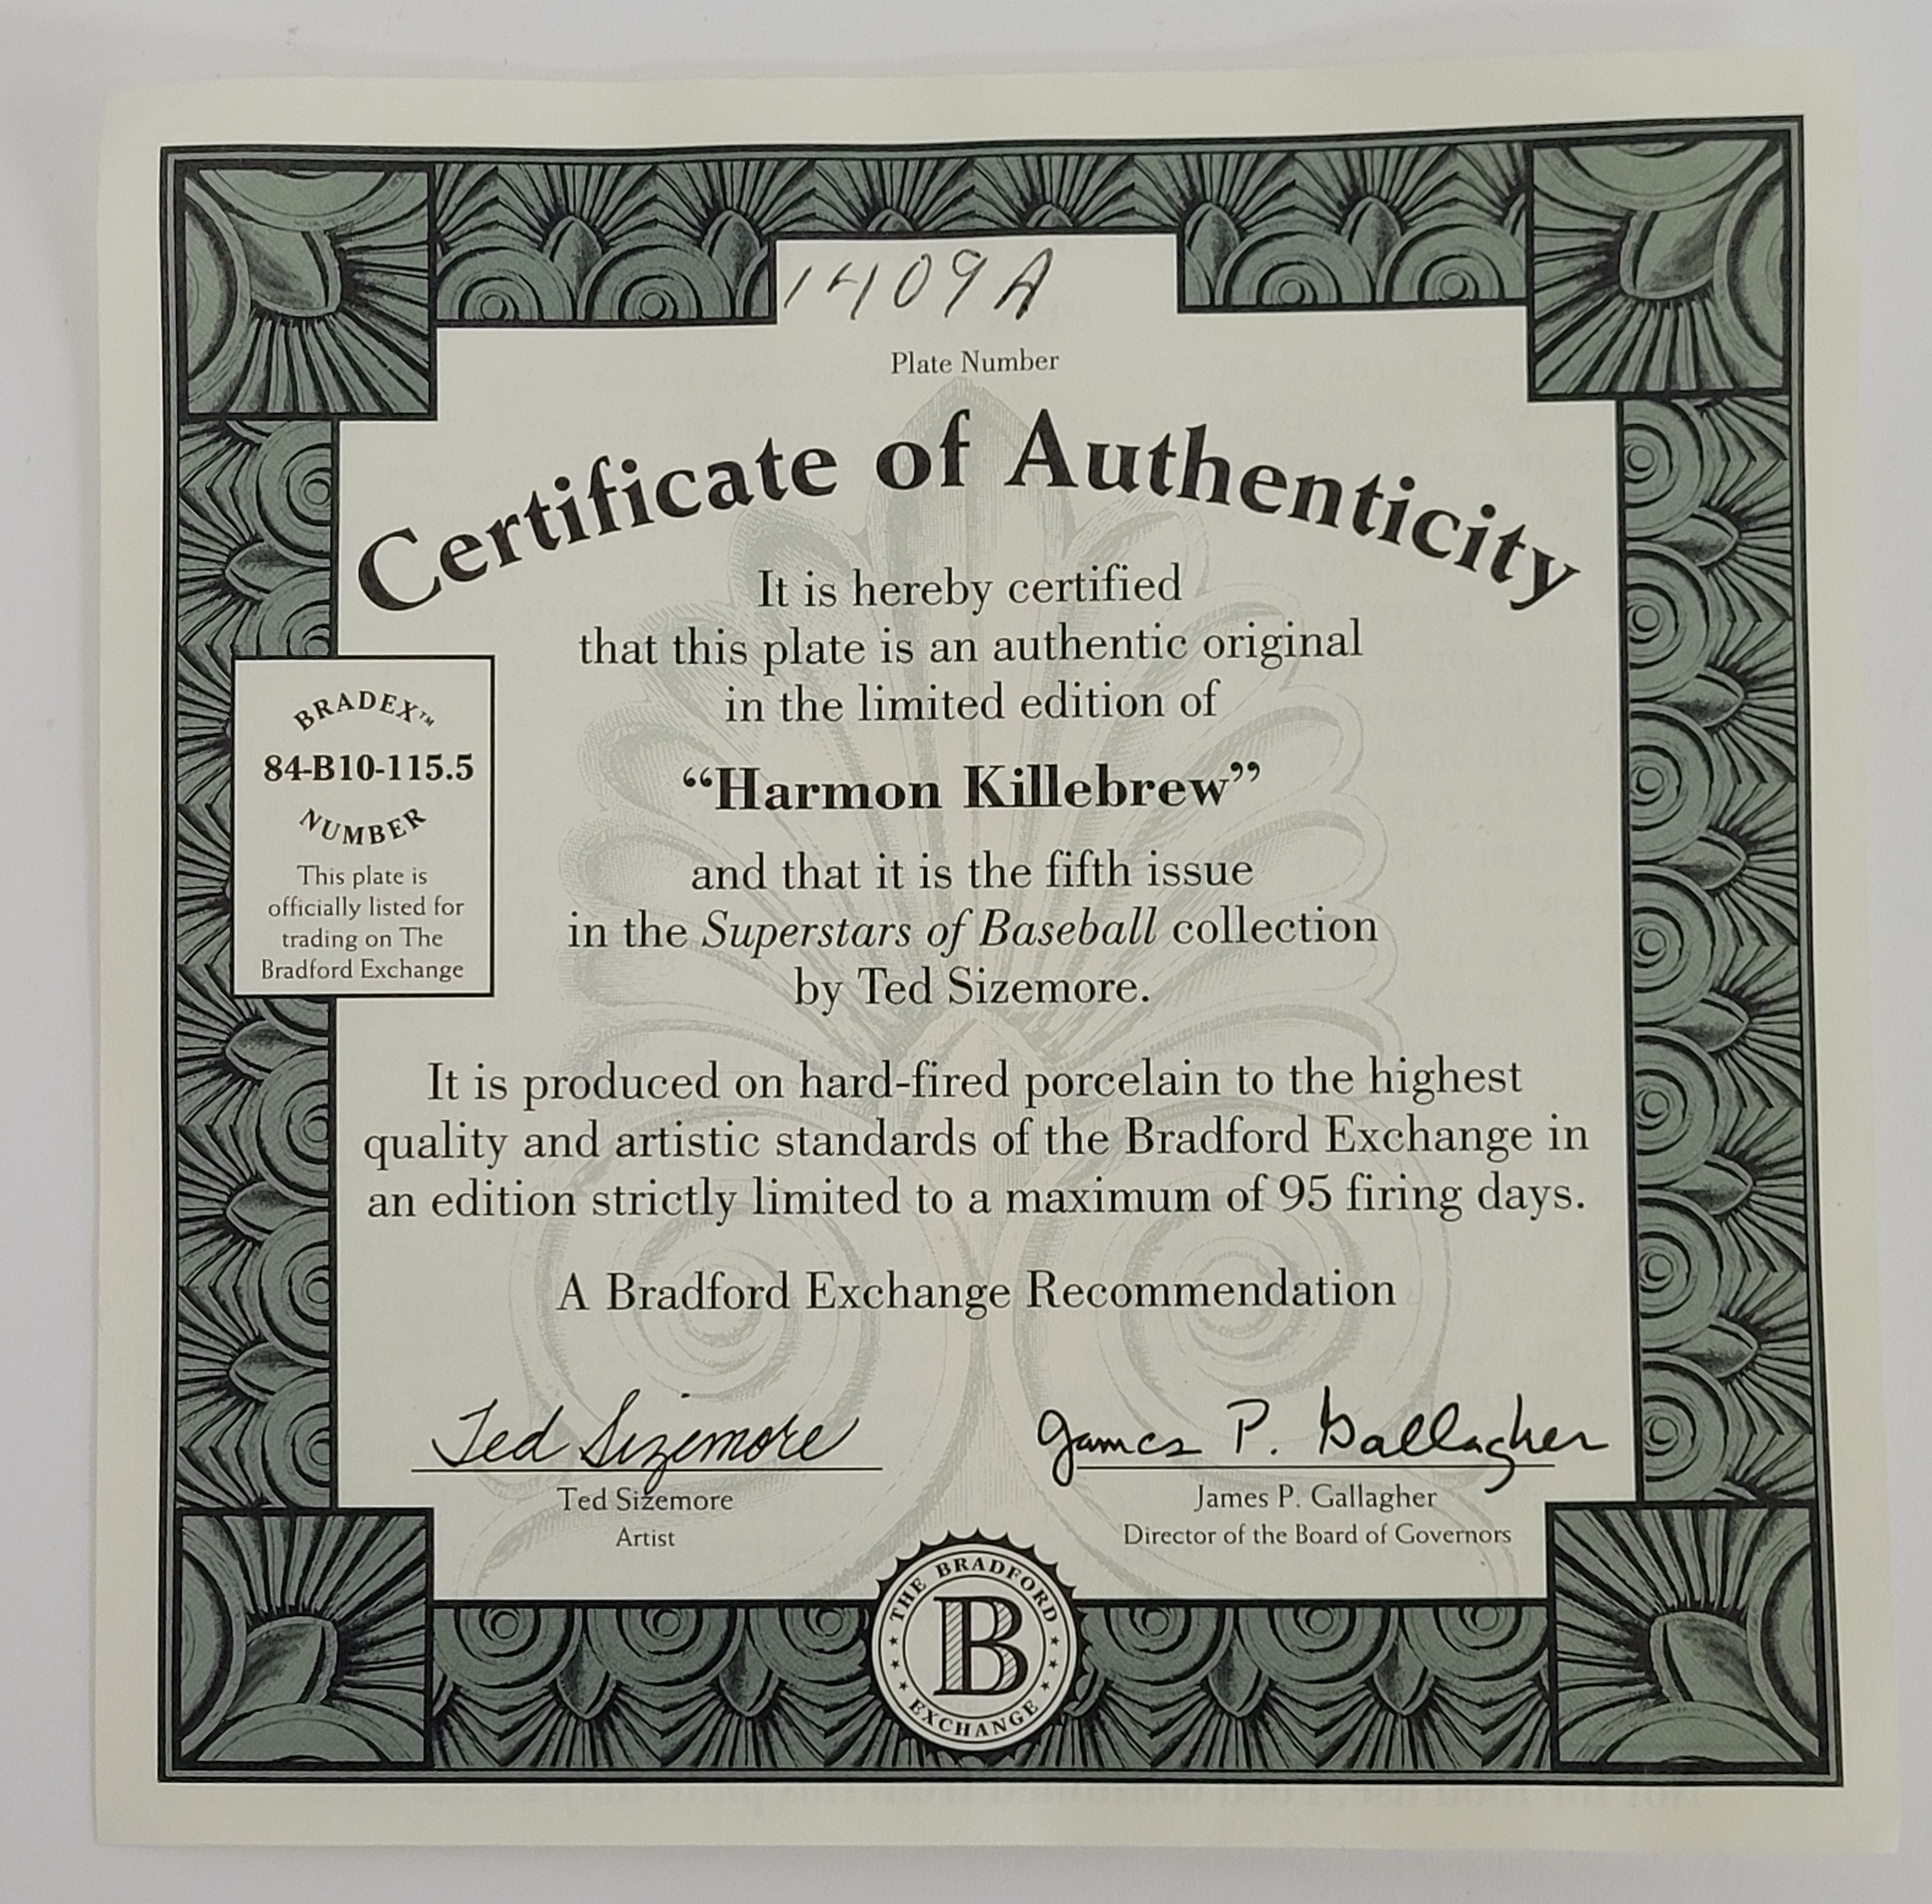 1409A
Plate Number
Certificate of Authenticity
It is hereby certified
that this plate is an authentic original
in the limited edition of
“Harmon Killebrew”
and that it is the fifth issue
in the Superstars of Baseball collection
by Ted Sizemore.
BRADEX™
84-B10-115.5
NUMBER
This plate is
officially listed for
trading on The
Bradford Exchange
It is produced on hard-fired porcelain to the highest
quality and artistic standards of the Bradford Exchange in
an edition strictly limited to a maximum of 95 firing days.
A Bradford Exchange Recommendation
Ted Sizemore
Ted Sizemore
Artist
James P. Gallagher
James P. Gallagher
Director of the Board of Governors
THE BRADFORD
B
EXCHANGE